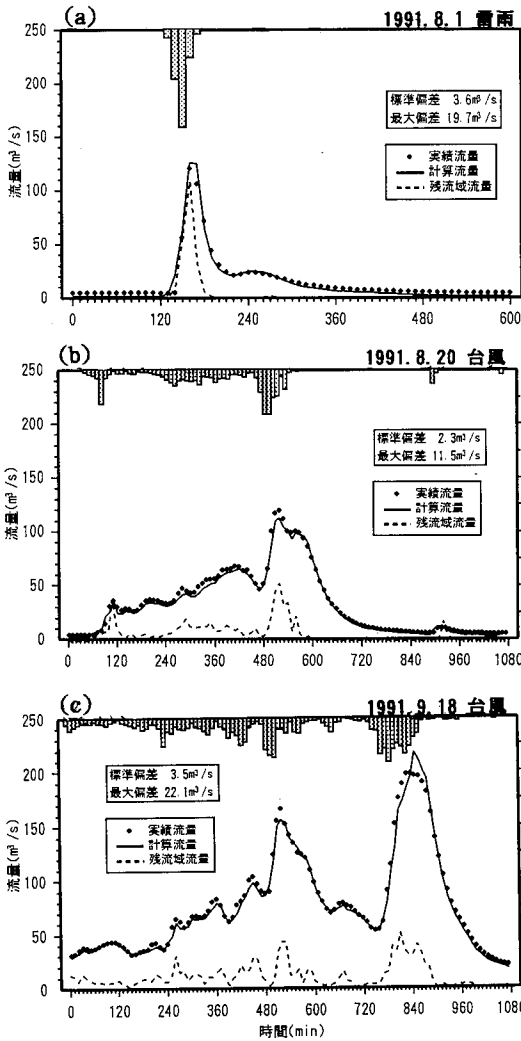 (a)
1991.8.1 雷雨
250
200
150
100
50
0
流量(m³/s)
標準偏差 3.6m³/s
最大偏差 19.7m³/s
実績流量
計算流量
残流域流量
0 120 240 360 480 600
(b)
1991.8.20 台風
250
200
150
100
50
0
流量(m³/s)
標準偏差 2.3m³/s
最大偏差 11.5m³/s
実績流量
計算流量
残流域流量
0 120 240 360 480 600 720 840 960 1080
(c)
1991.9.18 台風
250
200
150
100
50
0
流量(m³/s)
標準偏差 3.5m³/s
最大偏差 22.1m³/s
実績流量
計算流量
残流域流量
0 120 240 360 480 600 720 840 960 1080
時間(min)